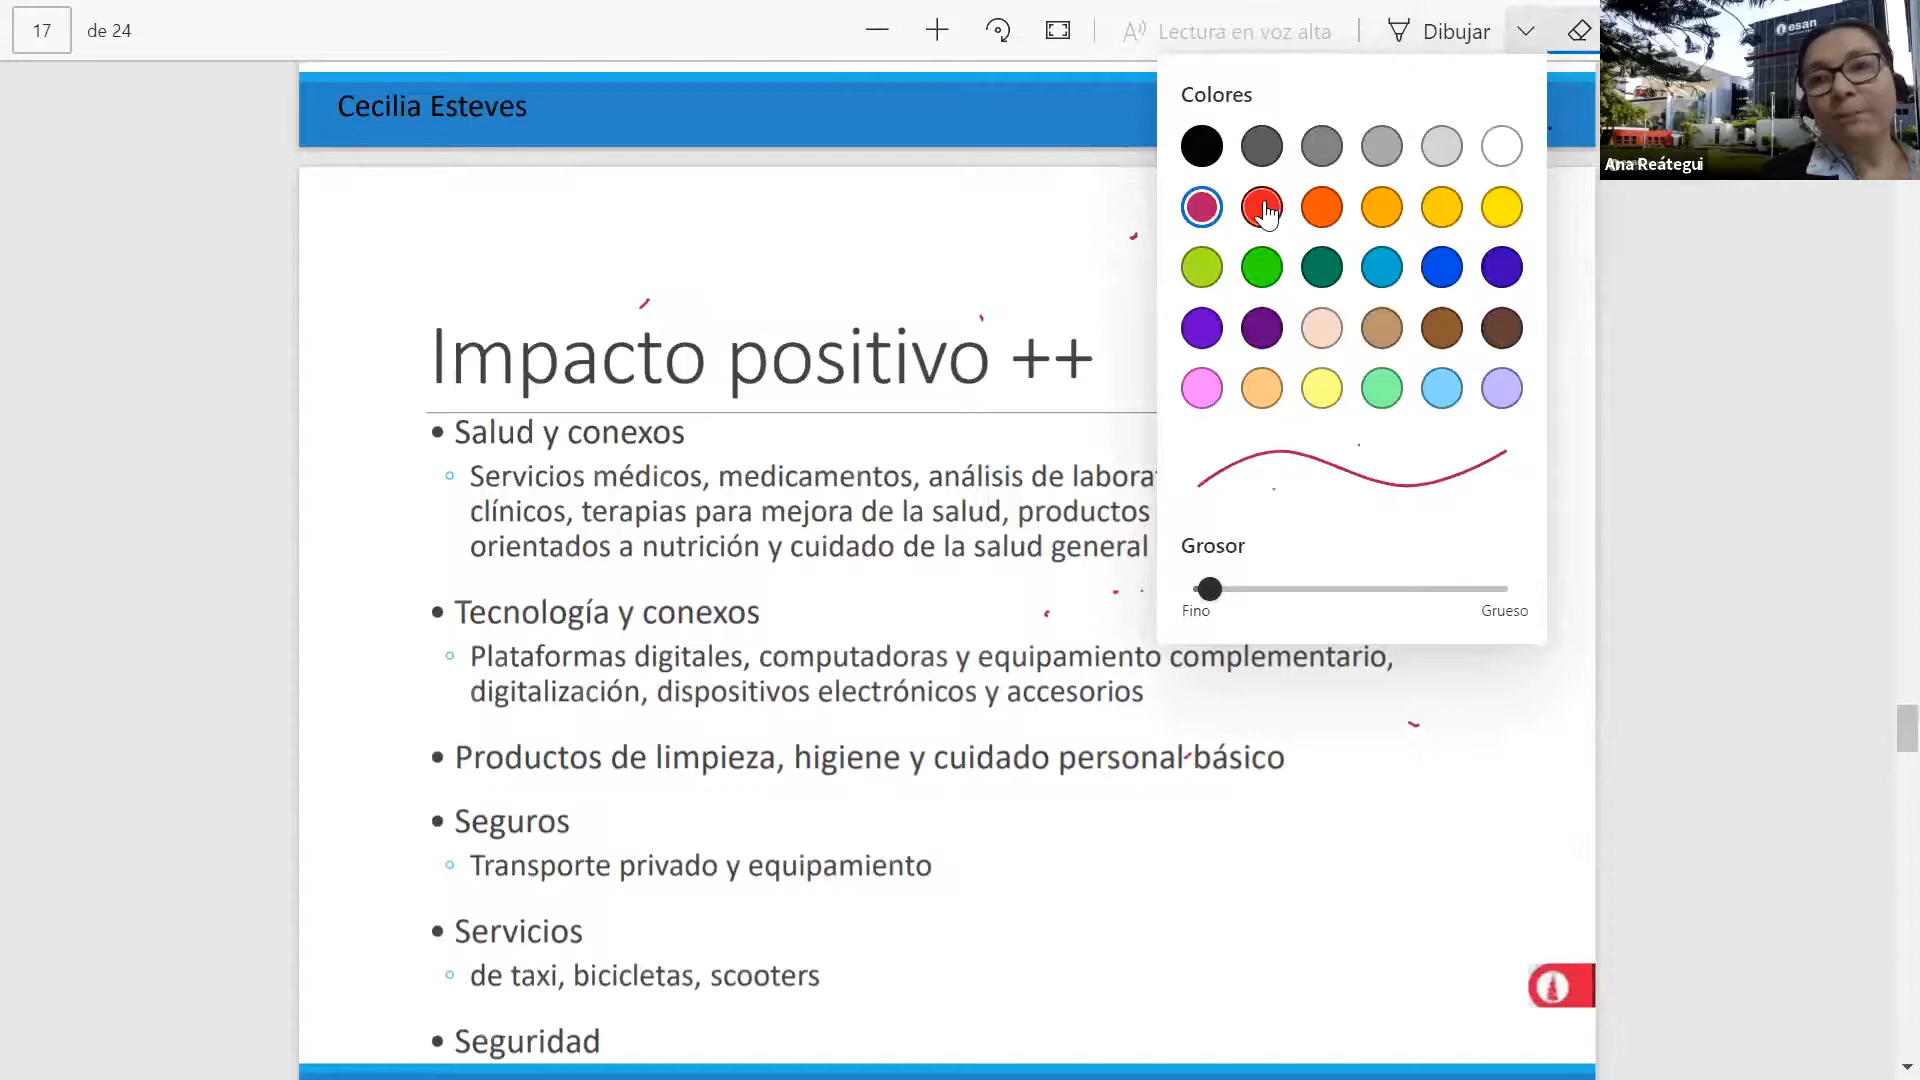 17 de 24
Lectura en voz alta
Dibujar
esan
Ana Reátegui
Cecilia Esteves
Colores
Grosor
Fino
Grueso
Impacto positivo ++
• Salud y conexos
Servicios médicos, medicamentos, análisis de
clínicos, terapias para mejora de la salud, productos
orientados a nutrición y cuidado de la salud general
• Tecnología y conexos
Plataformas digitales, computadoras y equipamiento complementario,
digitalización, dispositivos electrónicos y accesorios
• Productos de limpieza, higiene y cuidado personal básico
• Seguros
Transporte privado y equipamiento
• Servicios
de taxi, bicicletas, scooters
• Seguridad